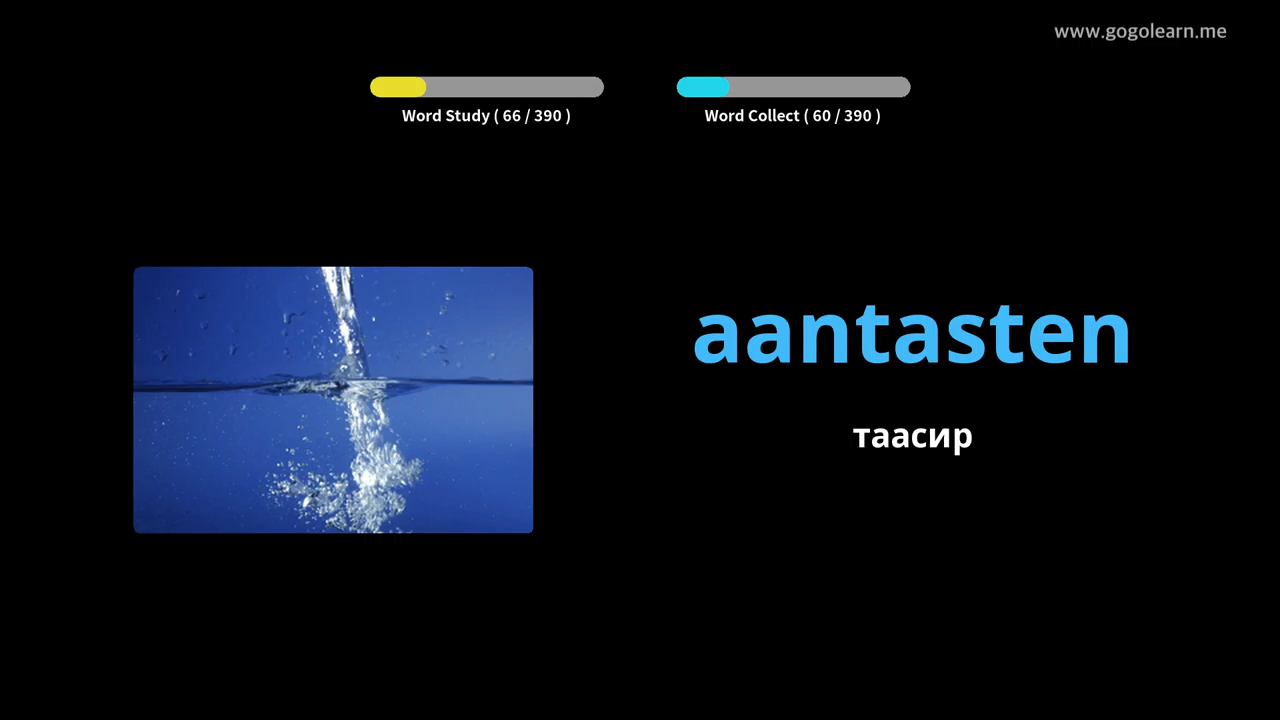 www.gogolearn.me
Word Study ( 66 / 390 )
Word Collect ( 60 / 390 )
aantasten
таасир